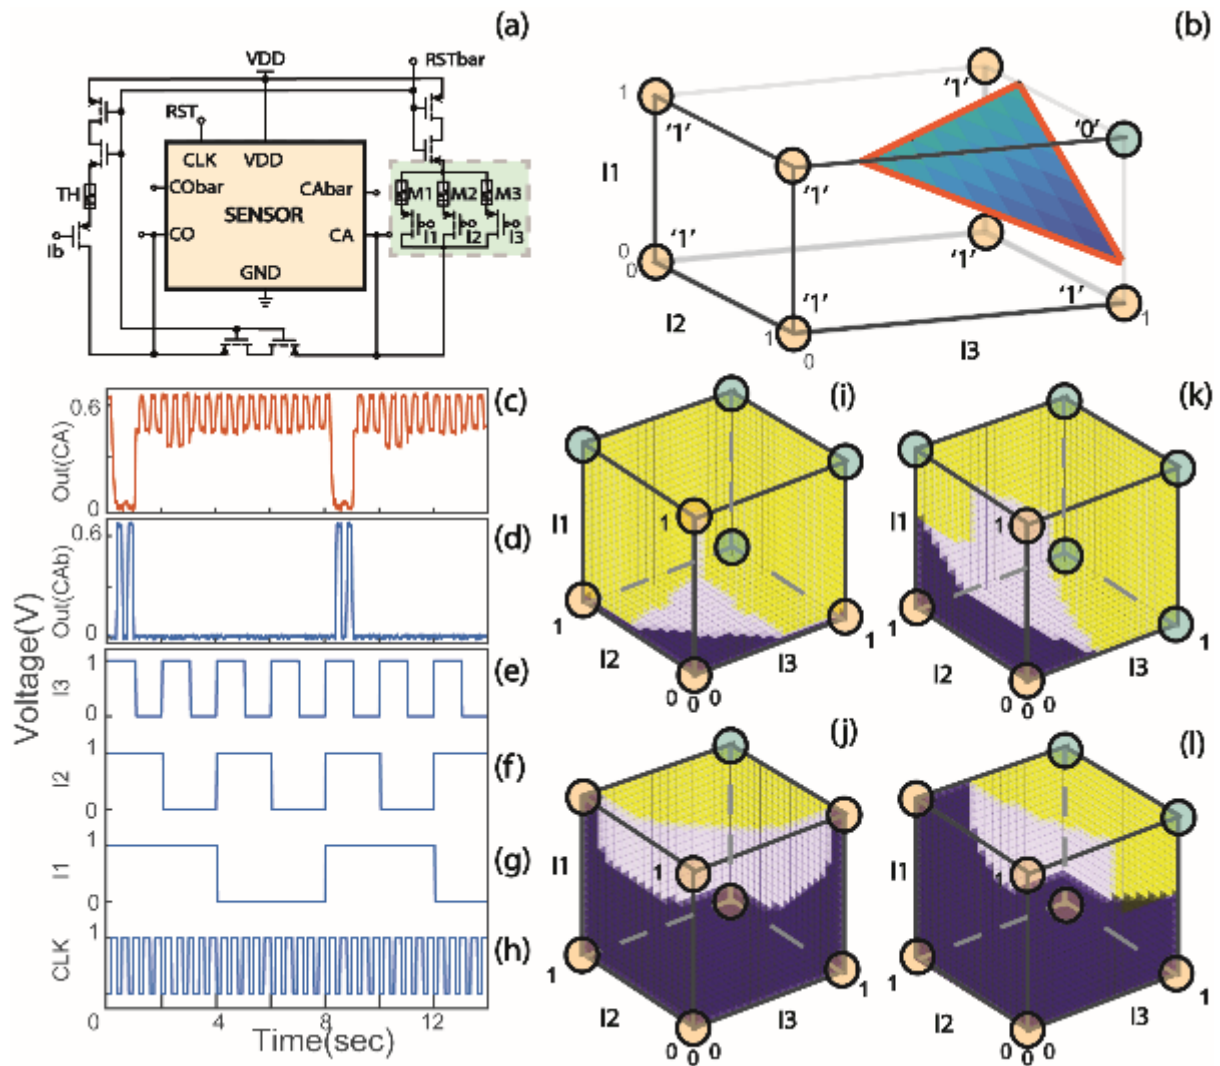 (a)
VDD
RSTbar
RST
CLK
VDD
CObar
CAbar
TH
M1
M2
M3
SENSOR
Ib
CO
CA
I1
I2
I3
GND
(b)
1
'1'
'1'
'0'
I1
'1'
0
'1'
0
'1'
'1'
'1'
1
I2
1
0
I3
Voltage(V)
(c)
0.6
Out(CA)
0
(d)
0.6
Out(CAb)
0
(e)
1
I3
0
(f)
1
I2
0
(g)
1
I1
0
(h)
1
CLK
0
4
8
12
Time(sec)
(i)
I1
1
1
1
I2
I3
0
0
0
(k)
I1
1
1
1
I2
I3
0
0
0
(j)
I1
1
1
1
I2
I3
0
0
0
(l)
I1
1
1
1
I2
I3
0
0
0